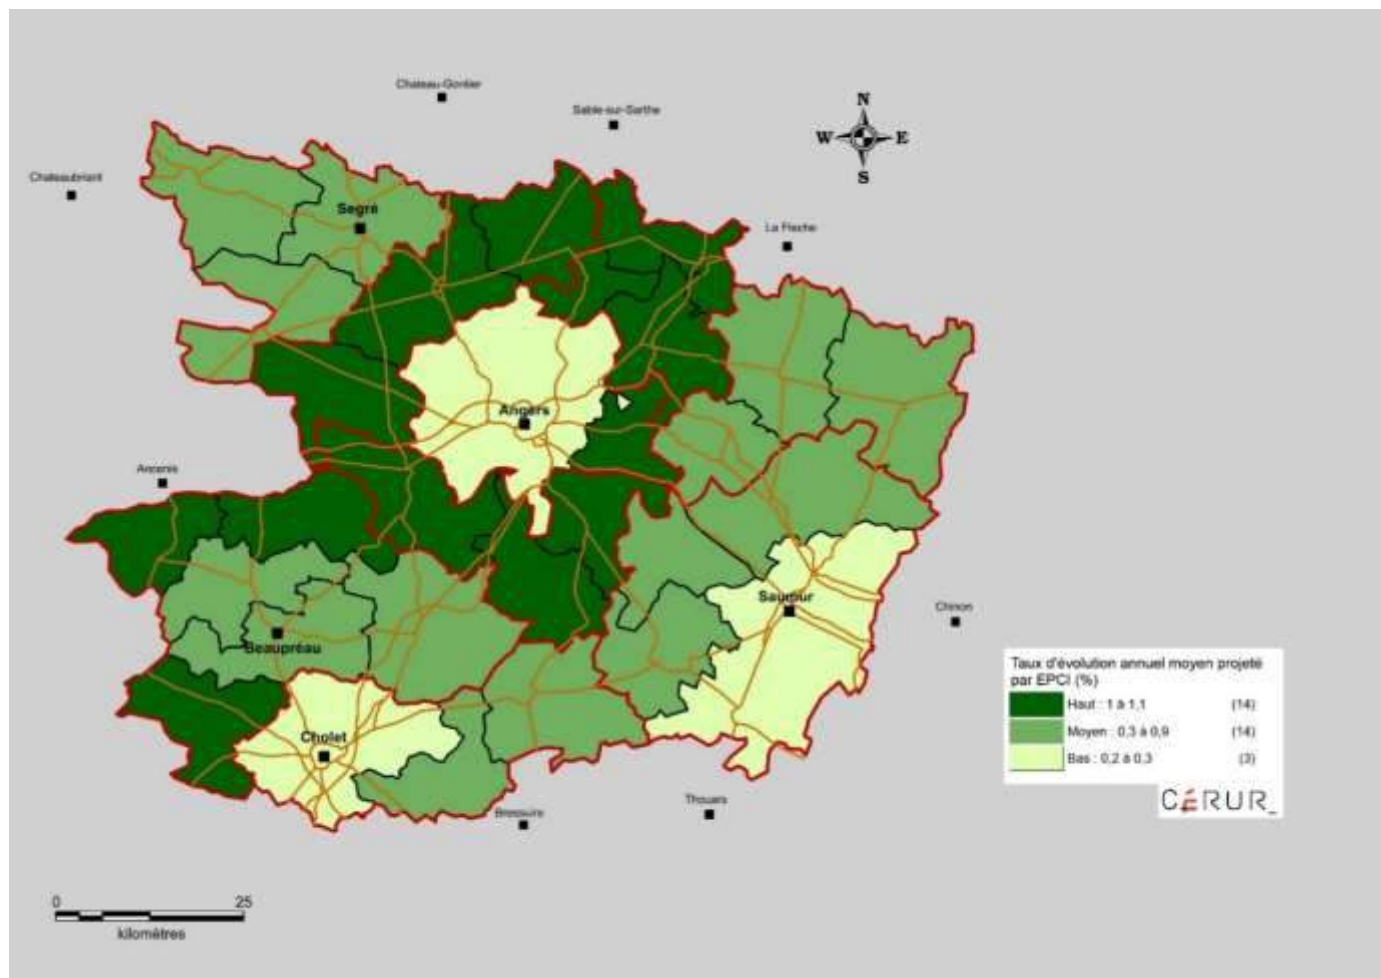 Chateau-Gontier
Sable-sur-Sarthe
N
W E
S
Chateaubriant
Segré
La Fleche
Angers
Ancenis
Saumur
Chinon
Beaupréau
Taux d'évolution annuel moyen projeté
par EPCI (%)
Haut : 1 à 1,1 (14)
Moyen : 0,3 à 0,9 (14)
Bas : 0,2 à 0,3 (3)
CÉRUR_
Cholet
Thouars
Bressuire
0 25
kilomètres